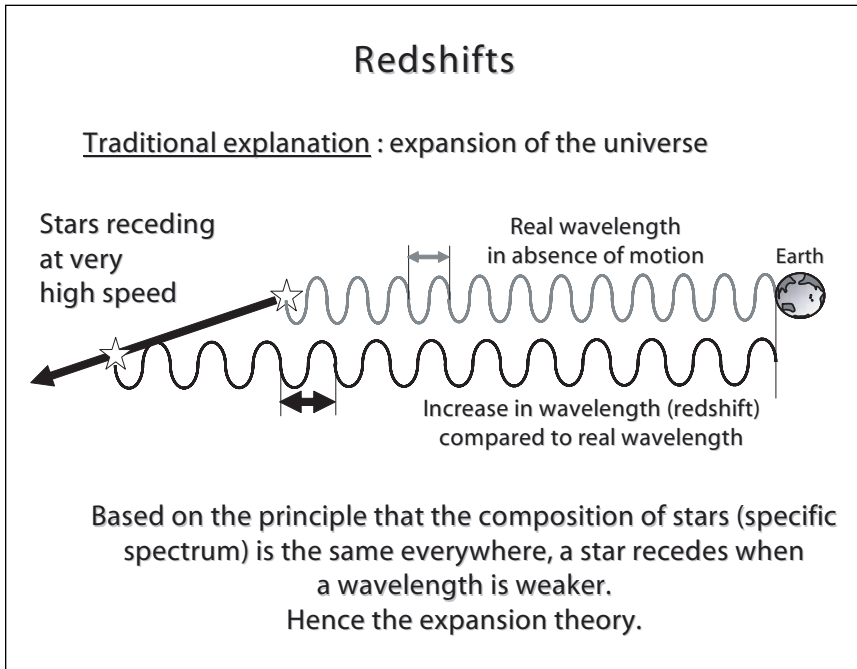 Redshifts
Traditional explanation : expansion of the universe
Stars receding
at very
high speed
Real wavelength
in absence of motion
Earth
Increase in wavelength (redshift)
compared to real wavelength
Based on the principle that the composition of stars (specific
spectrum) is the same everywhere, a star recedes when
a wavelength is weaker.
Hence the expansion theory.